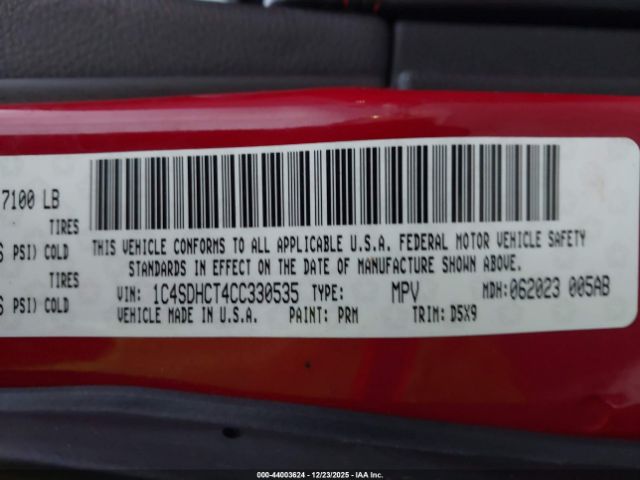 7100 LB
TIRES
PSI) COLD
TIRES
PSI) COLD
THIS VEHICLE CONFORMS TO ALL APPLICABLE U.S.A. FEDERAL MOTOR VEHICLE SAFETY
STANDARDS IN EFFECT ON THE DATE OF MANUFACTURE SHOWN ABOVE.
VIN: 1C4SDHCT4CC330535 TYPE: MPV MDH:062023 005AB
VEHICLE MADE IN U.S.A. PAINT: PRM TRIM: D5X9
000-44003624 | 12/23/2025 | IAA Inc.